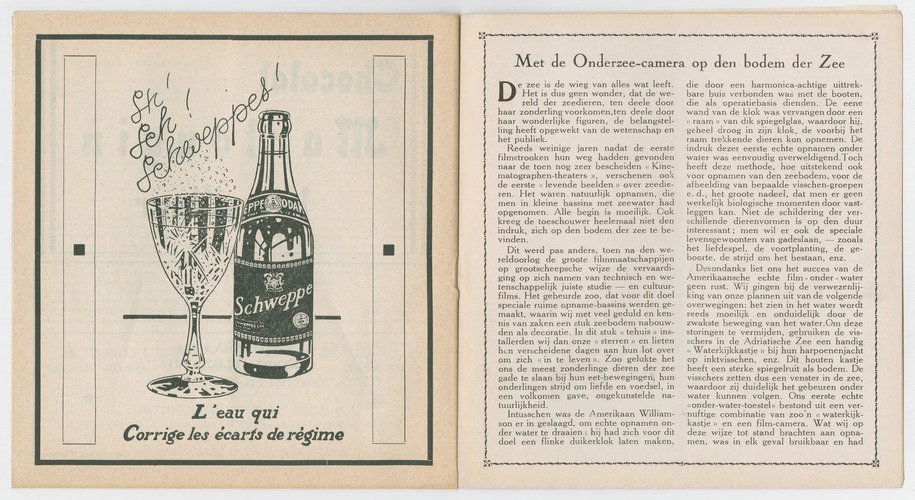 Sh!
Sch!
Schweppes!
EPPE SODA
Schweppe
L'eau qui
Corrige les écarts de régime
Met de Onderzee-camera op den bodem der Zee
De zee is de wieg van alles wat leeft.
Het is dus geen wonder, dat de we-
reld der zeedieren, ten deele door
haar zonderling voorkomen, ten deele door
haar wonderlijke figuren, de belangstel-
ling heeft opgewekt van de wetenschap en
het publiek.
Reeds weinige jaren nadat de eerste
filmtrooken hun weg hadden gevonden
naar de toen nog zeer bescheiden « Kine-
matographen-theaters », verschenen ook
de eerste « levende beelden » over zeedie-
ren. Het waren natuurlijk opnamen, die
men in kleine bassins met zeewater had
opgenomen. Alle begin is moeilijk. Ook
kreeg de toeschouwer heelemaal niet den
indruk, zich op den bodem der zee te be-
vinden.
Dit werd pas anders, toen na den we-
reldoorlog de groote filmmaatschappijen
op grootscheepsche wijze de vervaardi-
ging op zich namen van technisch en we-
tenschappelijk juiste studie — en cultuur-
films. Het gebeurde zoo, dat voor dit doel
speciale ruime opname-bassins werden ge-
maakt, waarin wij met veel geduld en ken-
nis van zaken een stuk zeebodem nabouw-
den als decoratie. In dit stuk « tehuis » ins-
tallerden wij dan onze « sterren » en lieten
hen verscheidene dagen aan hun lot over
om zich « in te leven ». Zoo gelukte het
ons de meest zonderlinge dieren der zee
gade te slaan bij hun eet-bewegingen, hun
onderlingen strijd om liefde en voedsel, in
een volkomen gave, ongekunstelde na-
tuurlijkheid.
Intusschen was de Amerikaan William-
son er in geslaagd, om echte opnamen on-
der water te draaien : hij had zich voor dit
doel een flinke duikerklok laten maken,
die door een harmonica-achtige uittrek-
bare buis verbonden was met de booten,
die als operatiebasis dienden. De eene
wand van de klok was vervangen door een
« raam » van dik spiegelglas, waardoor hij,
geheel droog in zijn klok, de voorbij het
raam trekkende dieren kon opnemen. De
indruk dezer eerste echte opnamen onder
water was eenvoudig overweldigend. Toch
heeft deze methode, hoe uitstekend ook
voor opnamen van den zeebodem, voor de
afbeelding van bepaalde visschen-groepen
e. d., het groote nadeel, dat men er geen
werkelijk biologische momenten door vast-
leggen kan. Niet de schildering der ver-
schillende dierenvormen is op den duur
interessant ; men wil er ook de speciale
levensgewoonten van gadeslaan, — zooals
het liefdespel, de voortplanting, de ge-
boorte, de strijd om het bestaan, enz.
Desondanks liet ons het succes van de
Amerikaansche echte film - onder - water
geen rust. Wij gingen bij de verwezenlij-
king van onze plannen uit van de volgende
overwegingen; het zien in het water wordt
reeds moeilijk en onduidelijk door de
zwakste beweging van het water. Om deze
storingen te vermijden, gebruiken de vis-
schers in de Adriatische Zee een handig
« Waterkijkkastje » bij hun harpoenenjacht
op inktvisschen, enz. Dit houten kastje
heeft een sterke spiegelruit als bodem. De
visschers zetten dus een venster in de zee,
waardoor zij duidelijk het gebeuren onder
water kunnen volgen. Ons eerste echte
«onder-water-toestel» bestond uit een ver-
nuftige combinatie van zoo'n « waterkijk-
kastje » en een film-camera. Wat wij op
deze wijze tot stand brachten aan opna-
men, was in elk geval bruikbaar en had